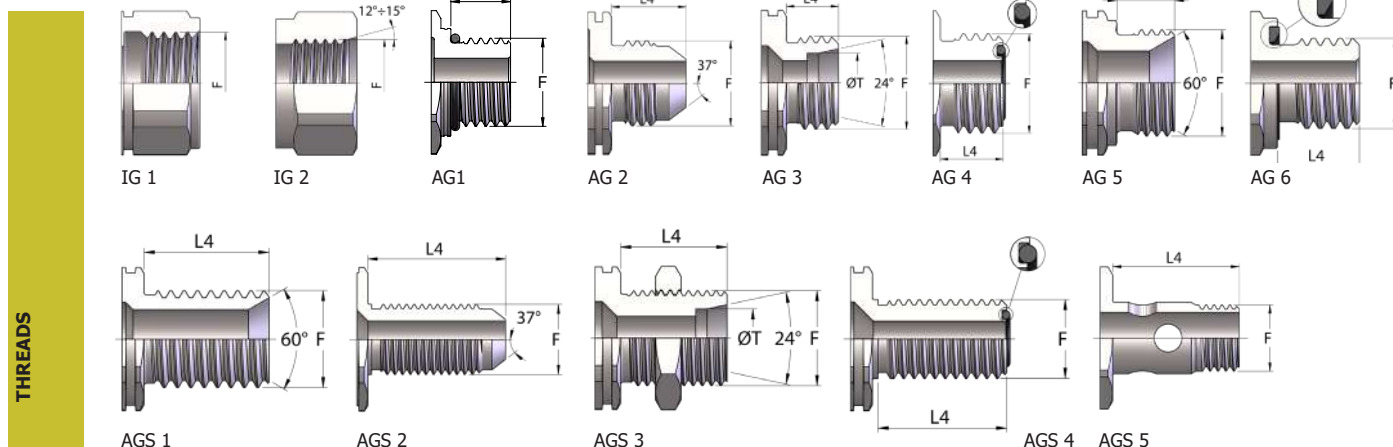 12°÷15°
F
F
F
L4
37°
F
L4
ØT 24° F
L4
F
60° F
L4
F
IG 1 IG 2 AG1 AG 2 AG 3 AG 4 AG 5 AG 6
THREADS
L4
60° F
L4
37°
F
L4
ØT 24° F
L4
F
L4
F
AGS 1 AGS 2 AGS 3 AGS 4 AGS 5